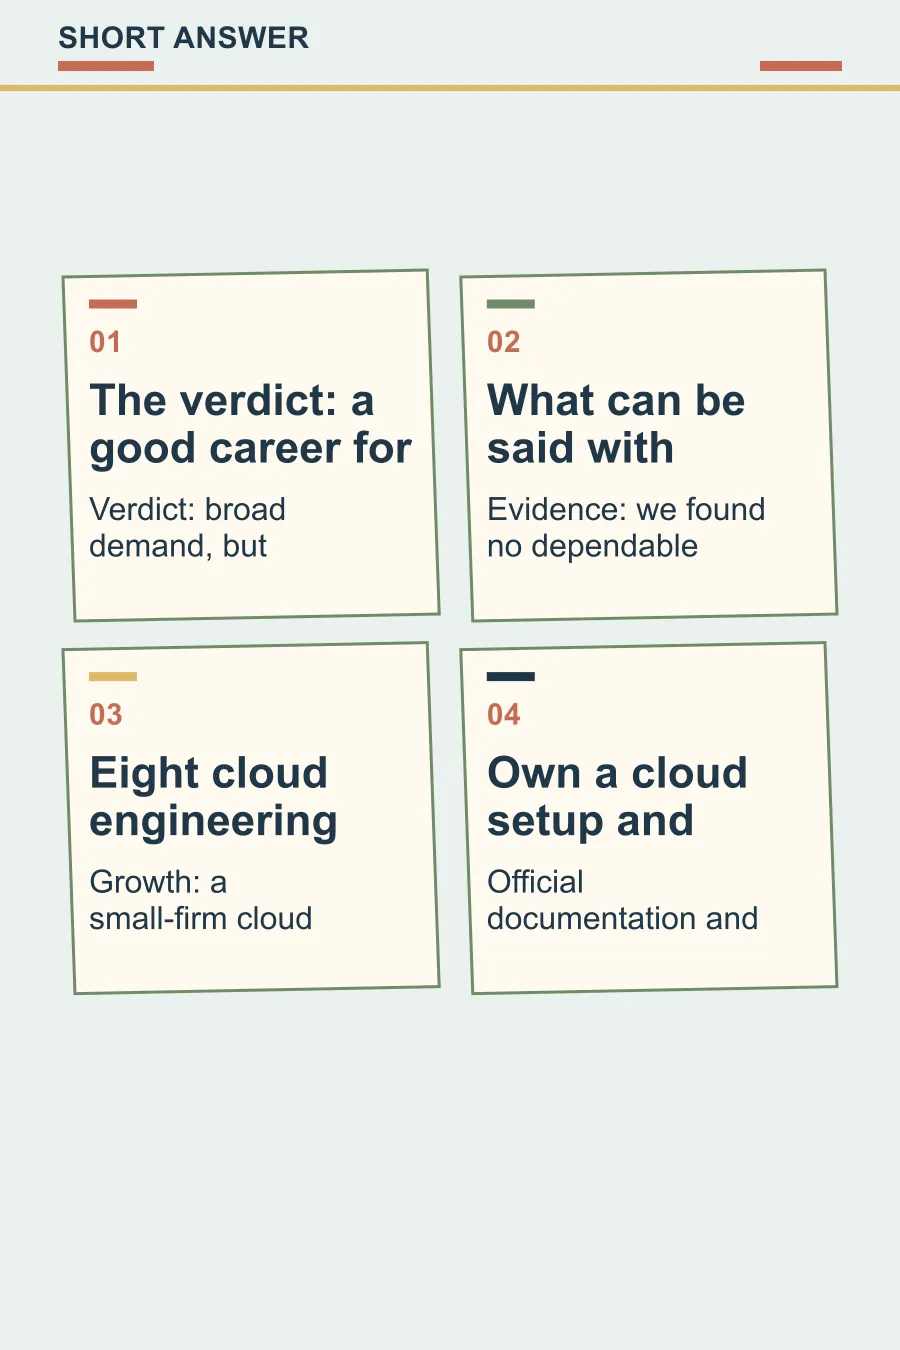 SHORT ANSWER
01
The verdict: a
good career for
Verdict: broad
demand, but
02
What can be
said with
Evidence: we found
no dependable
03
Eight cloud
engineering
Growth: a
small-firm cloud
04
Own a cloud
setup and
Official
documentation and